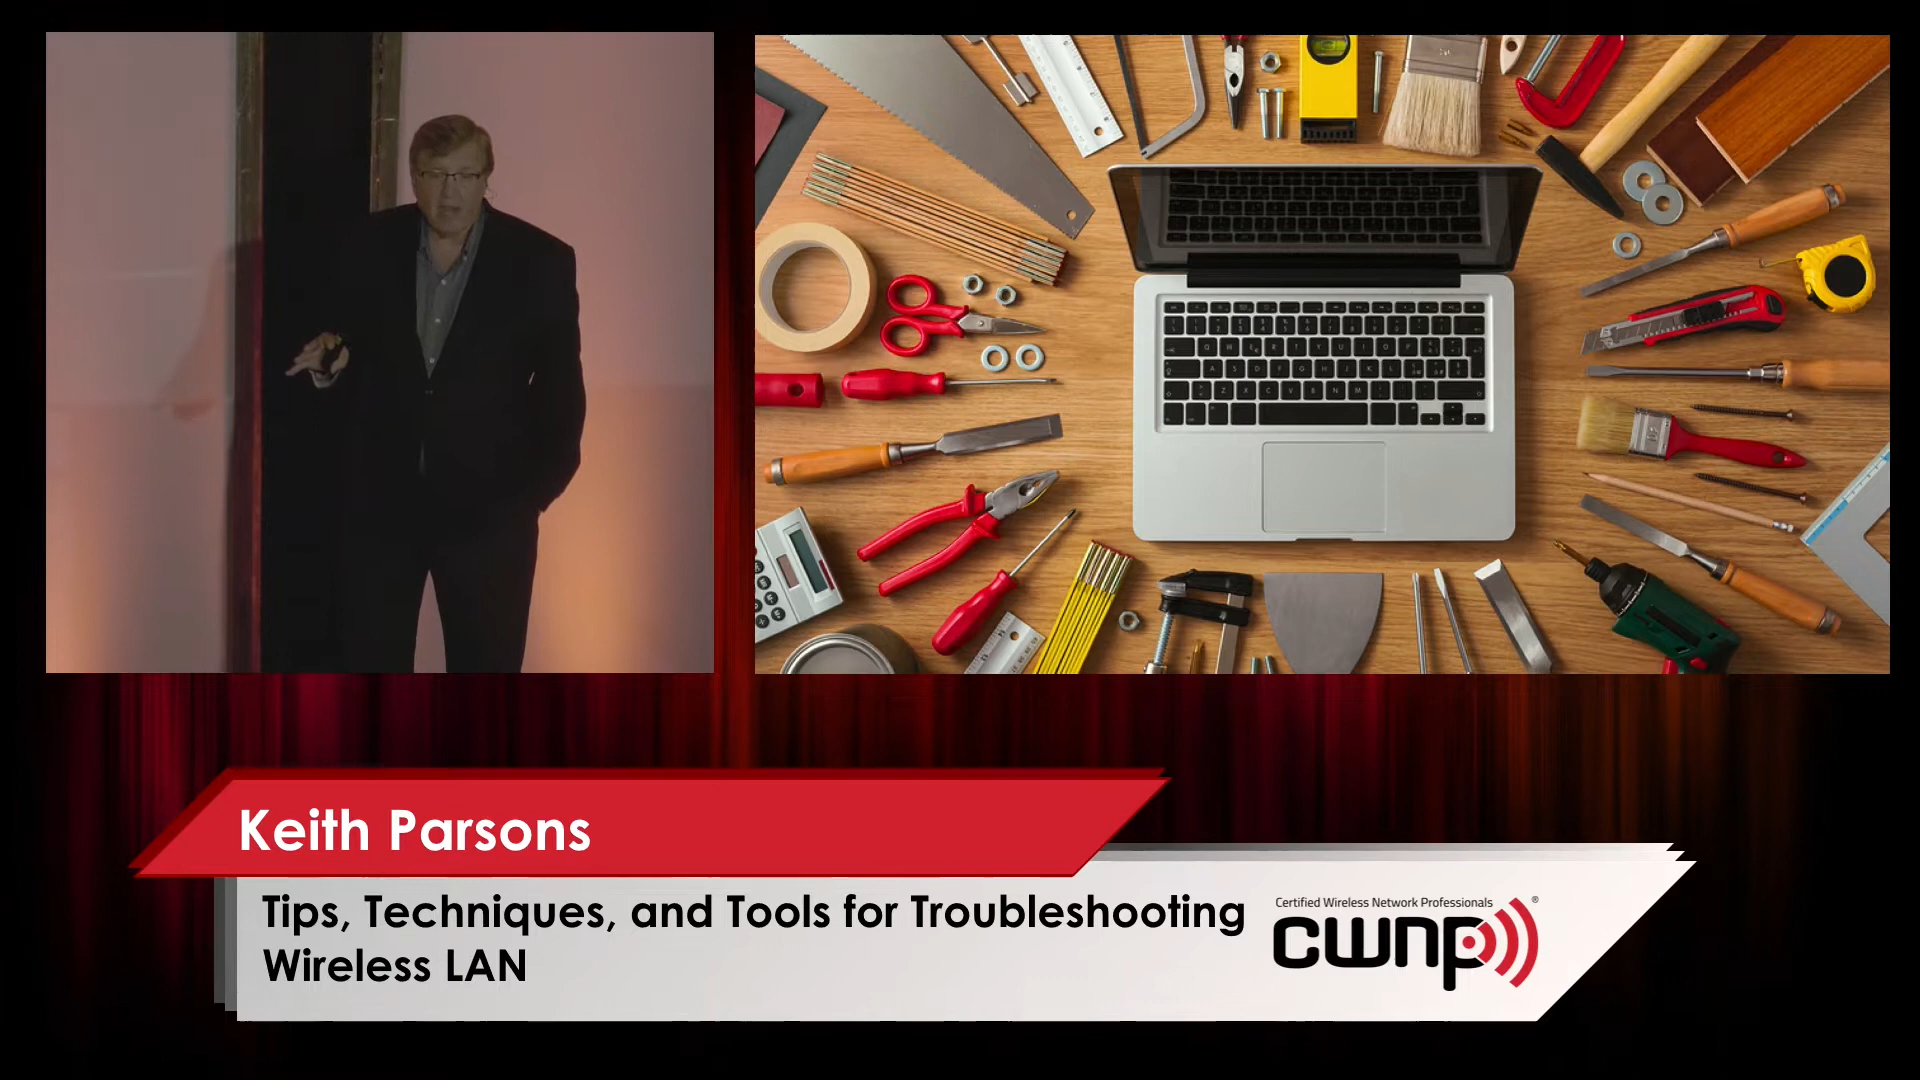 Keith Parsons
Tips, Techniques, and Tools for Troubleshooting
Wireless LAN
Certified Wireless Network Professionals ®
cwnp